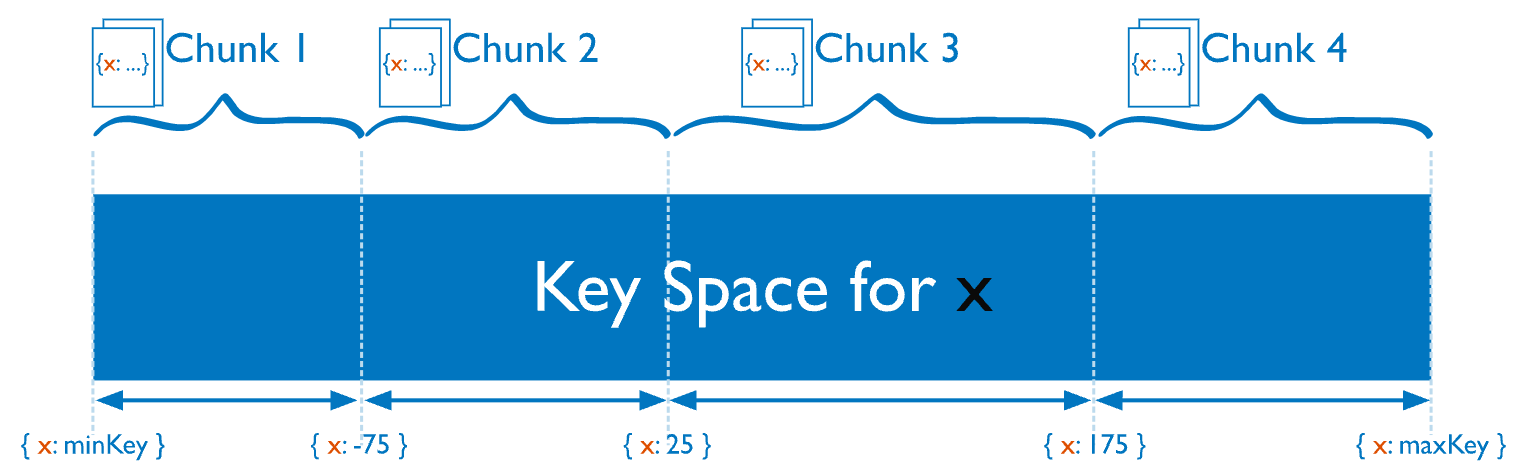 Chunk 1
{x: ...}
Chunk 2
{x: ...}
Chunk 3
{x: ...}
Chunk 4
{x: ...}
Key Space for x
{ x: minKey }
{ x: -75 }
{ x: 25 }
{ x: 175 }
{ x: maxKey }